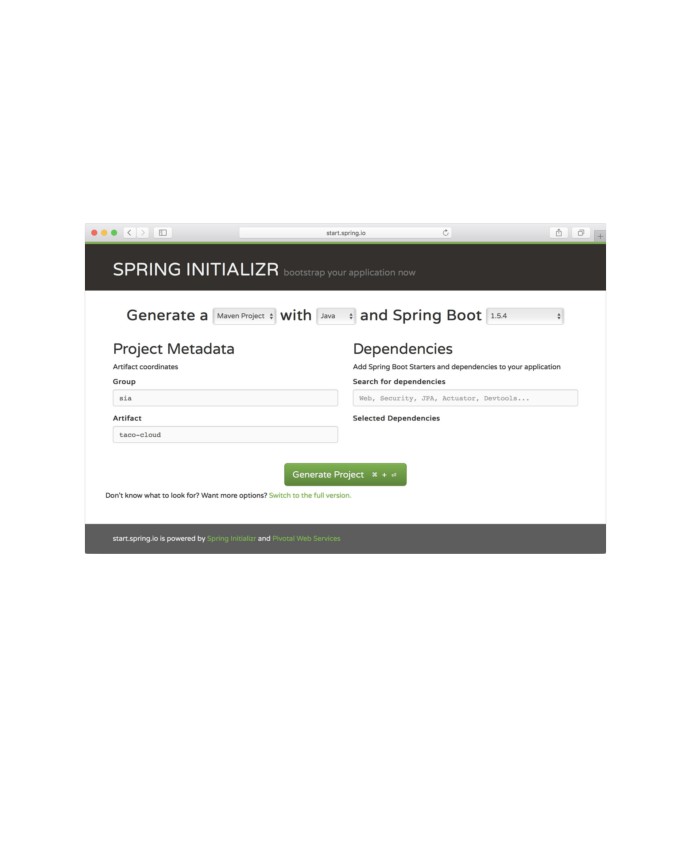 start.spring.io
SPRING INITIALIZR bootstrap your application now
Generate a Maven Project with Java and Spring Boot 1.5.4
Project Metadata
Artifact coordinates
Group
sia
Artifact
taco-cloud
Dependencies
Add Spring Boot Starters and dependencies to your application
Search for dependencies
Web, Security, JPA, Actuator, Devtools...
Selected Dependencies
Generate Project ⌘ + ⏎
Don't know what to look for? Want more options? Switch to the full version.
start.spring.io is powered by Spring Initializr and Pivotal Web Services